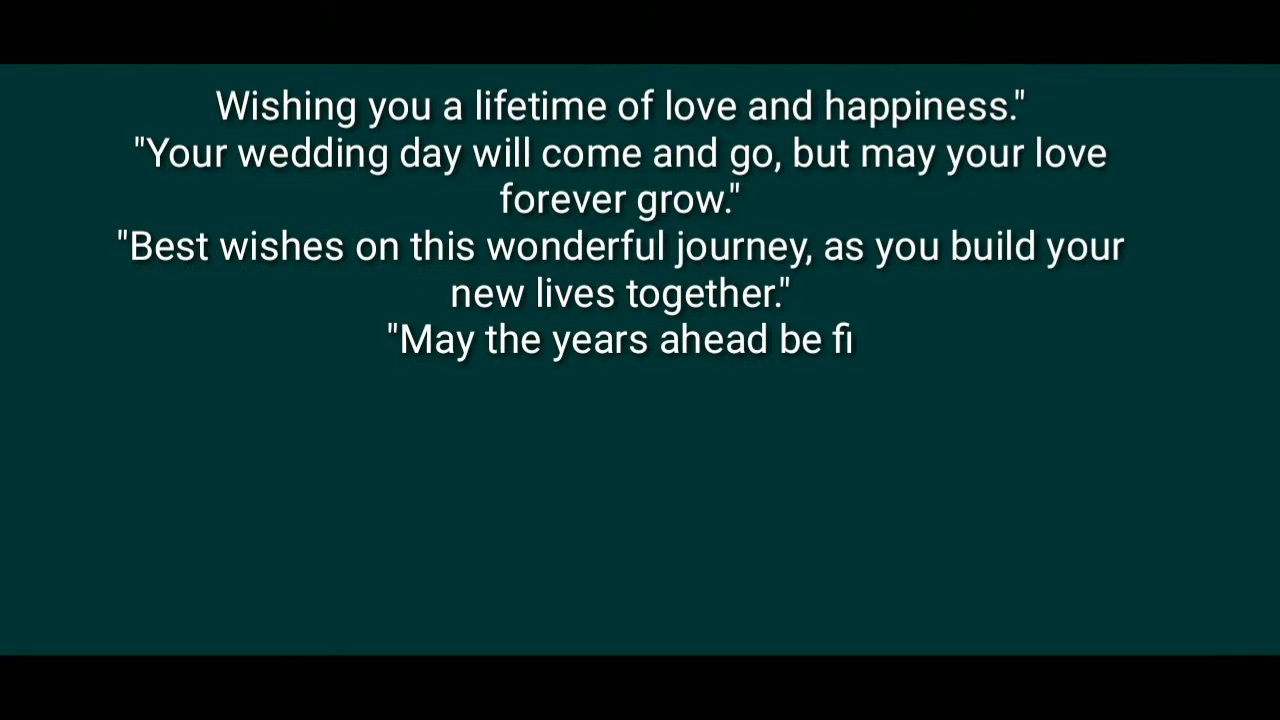 Wishing you a lifetime of love and happiness."
"Your wedding day will come and go, but may your love
forever grow."
"Best wishes on this wonderful journey, as you build your
new lives together."
"May the years ahead be fi